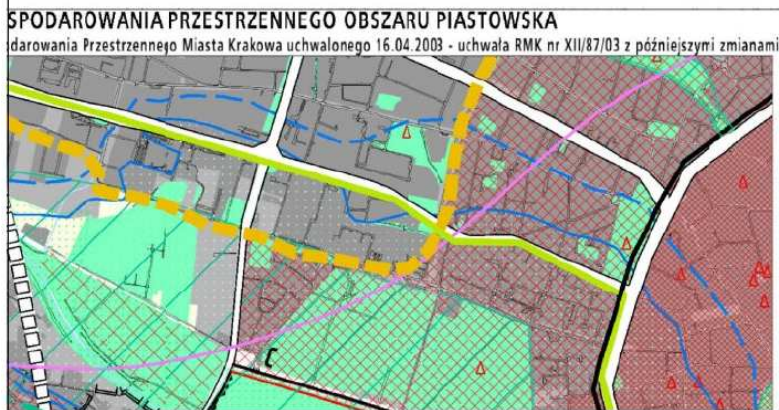 SPODAROWANIA PRZESTRZENNEGO OBSZARU PIASTOWSKA
darowania Przestrzennego Miasta Krakowa uchwalonego 16.04.2003 - uchwała RMK nr XII/87/03 z późniejszymi zmianami
C